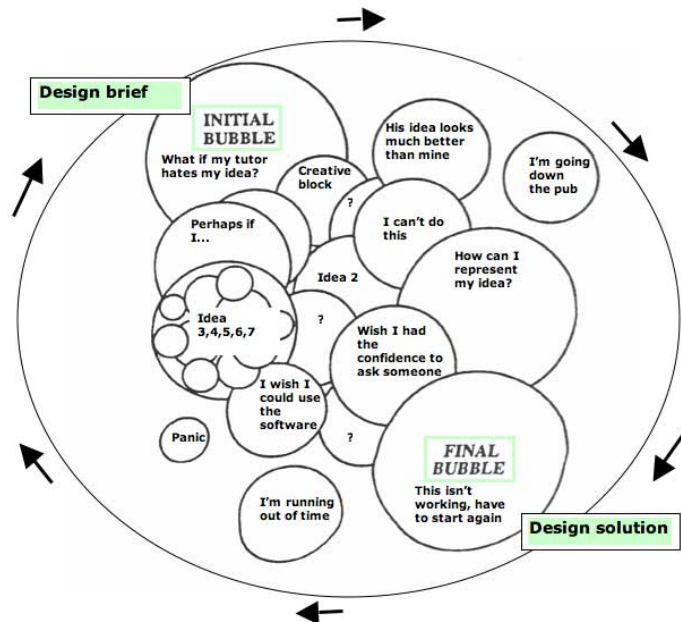 Design brief
INITIAL
BUBBLE
What if my tutor
hates my idea?
His idea looks
much better
than mine
I'm going
down
the pub
Creative
block
?
Perhaps if
I...
I can't do
this
How can I
represent
my idea?
Idea 2
Idea
3,4,5,6,7
?
Wish I had
the
confidence to
ask someone
I wish I
could use
the
software
Panic
?
FINAL
BUBBLE
This isn't
working, have
to start again
I'm running
out of time
Design solution